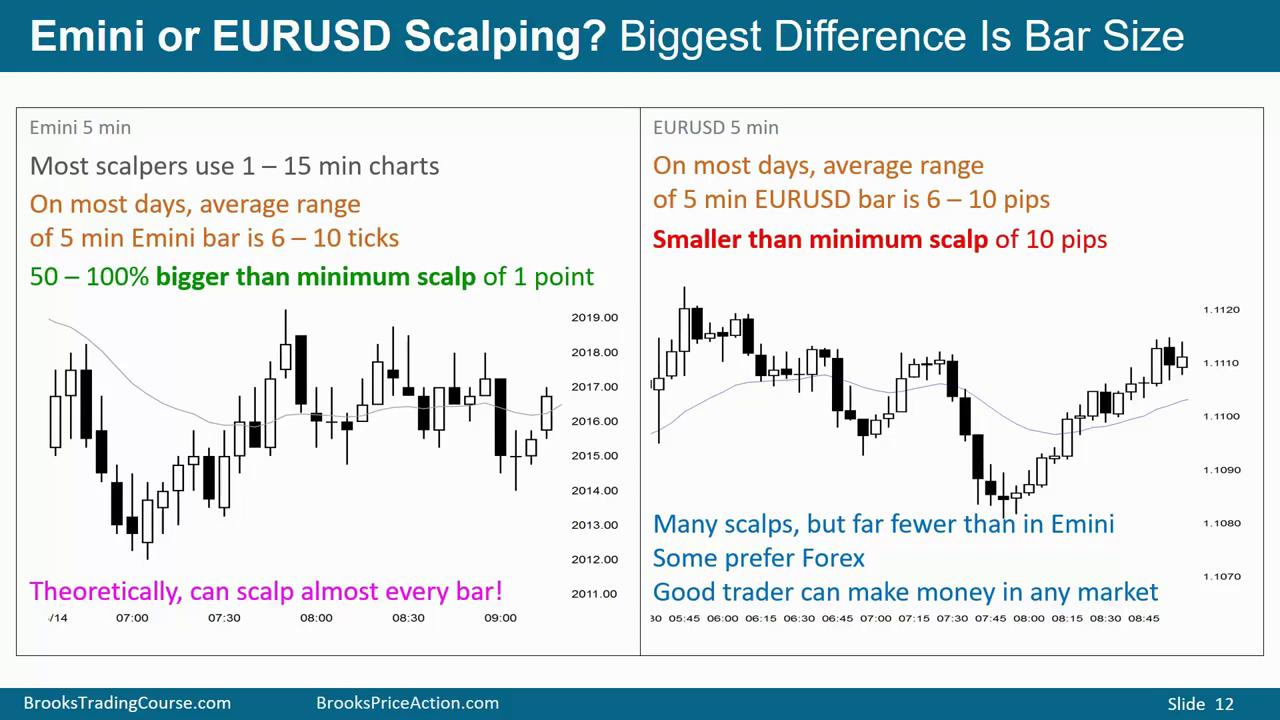 Emini or EURUSD Scalping? Biggest Difference Is Bar Size
Emini 5 min
Most scalpers use 1 – 15 min charts
On most days, average range
of 5 min Emini bar is 6 – 10 ticks
50 – 100% bigger than minimum scalp of 1 point
2019.00
2018.00
2017.00
2016.00
2015.00
2014.00
2013.00
2012.00
2011.00
Theoretically, can scalp almost every bar!
/14 07:00 07:30 08:00 08:30 09:00
EURUSD 5 min
On most days, average range
of 5 min EURUSD bar is 6 – 10 pips
Smaller than minimum scalp of 10 pips
1.1120
1.1110
1.1100
1.1090
1.1080
1.1070
Many scalps, but far fewer than in Emini
Some prefer Forex
Good trader can make money in any market
30 05:45 06:00 06:15 06:30 06:45 07:00 07:15 07:30 07:45 08:00 08:15 08:30 08:45
BrooksTradingCourse.com BrooksPriceAction.com Slide 12